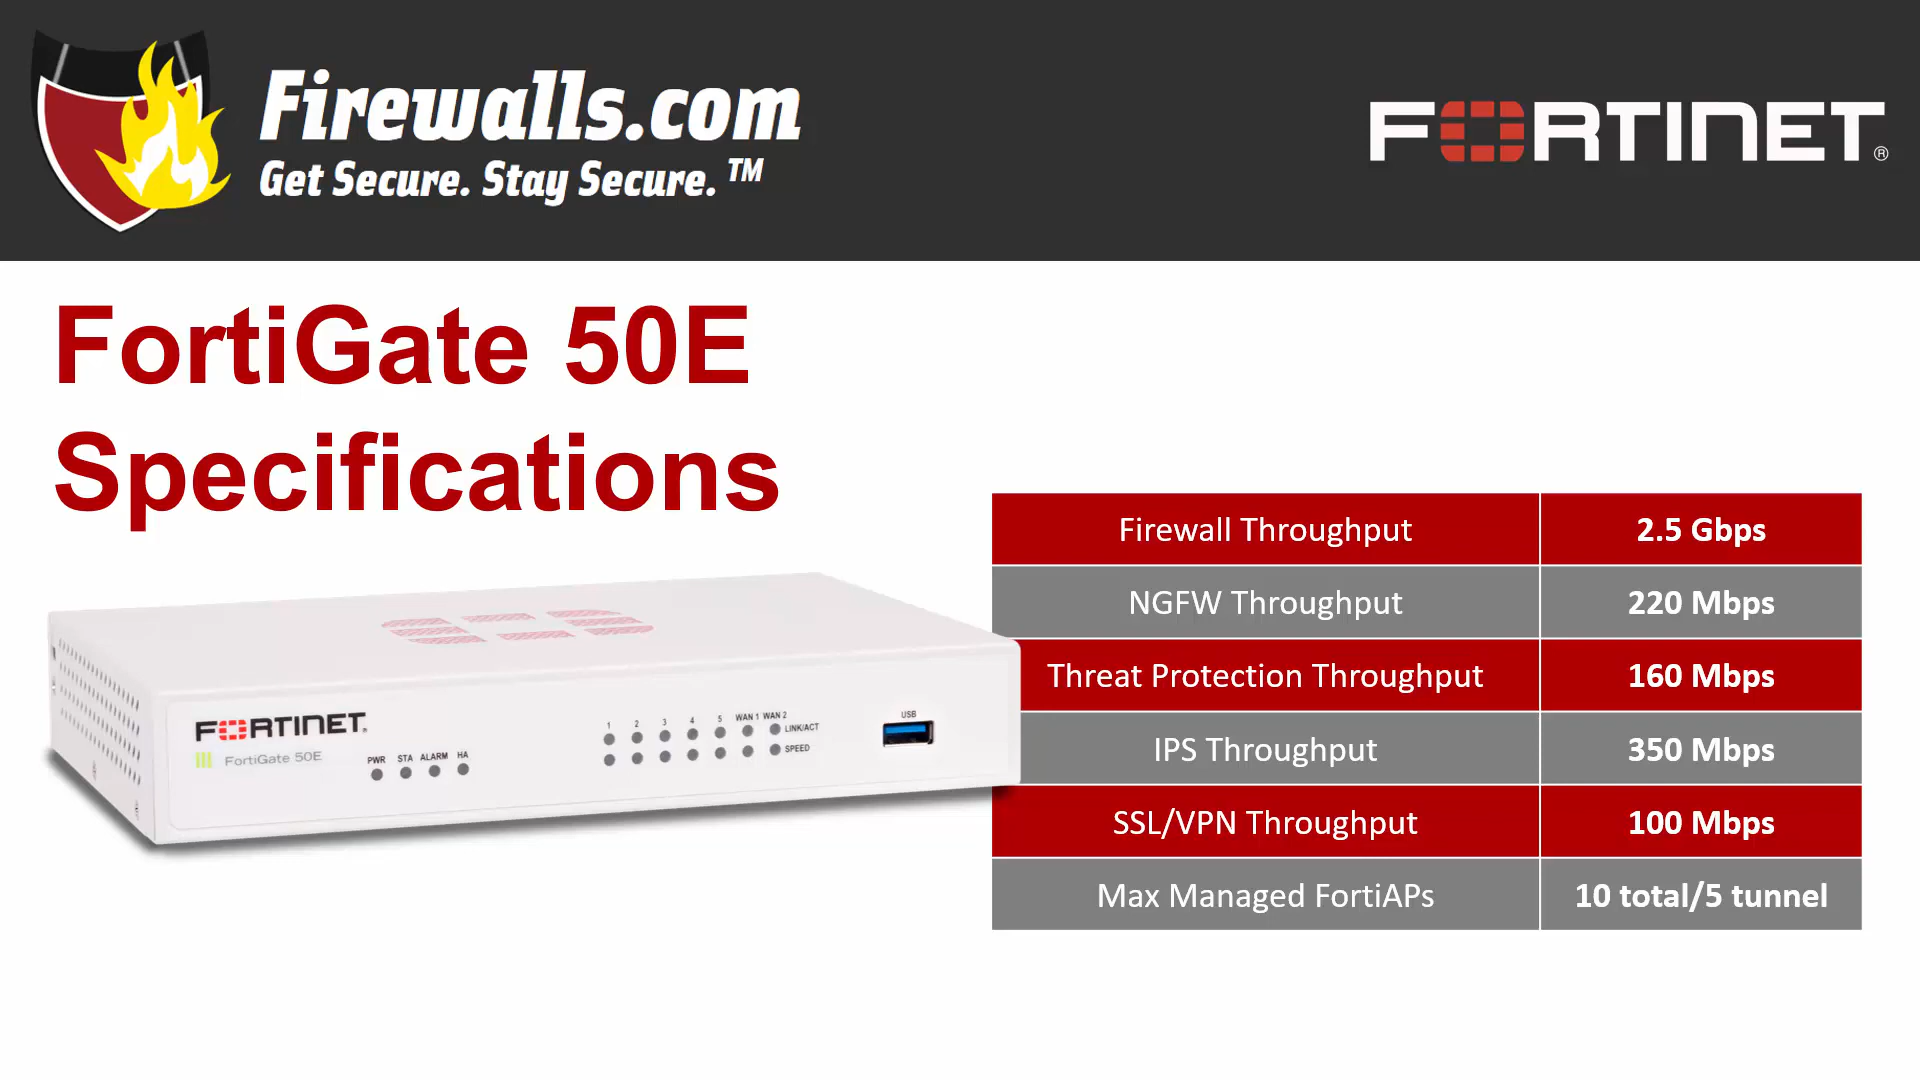 Firewalls.com
Get Secure. Stay Secure.™
FORTINET®
FortiGate 50E
Specifications
Firewall Throughput 2.5 Gbps
NGFW Throughput 220 Mbps
Threat Protection Throughput 160 Mbps
IPS Throughput 350 Mbps
SSL/VPN Throughput 100 Mbps
Max Managed FortiAPs 10 total/5 tunnel
FORTINET®
FortiGate 50E
PWR STA ALARM HA
1 2 3 4 5 WAN 1 WAN 2
LINK/ACT
SPEED
USB